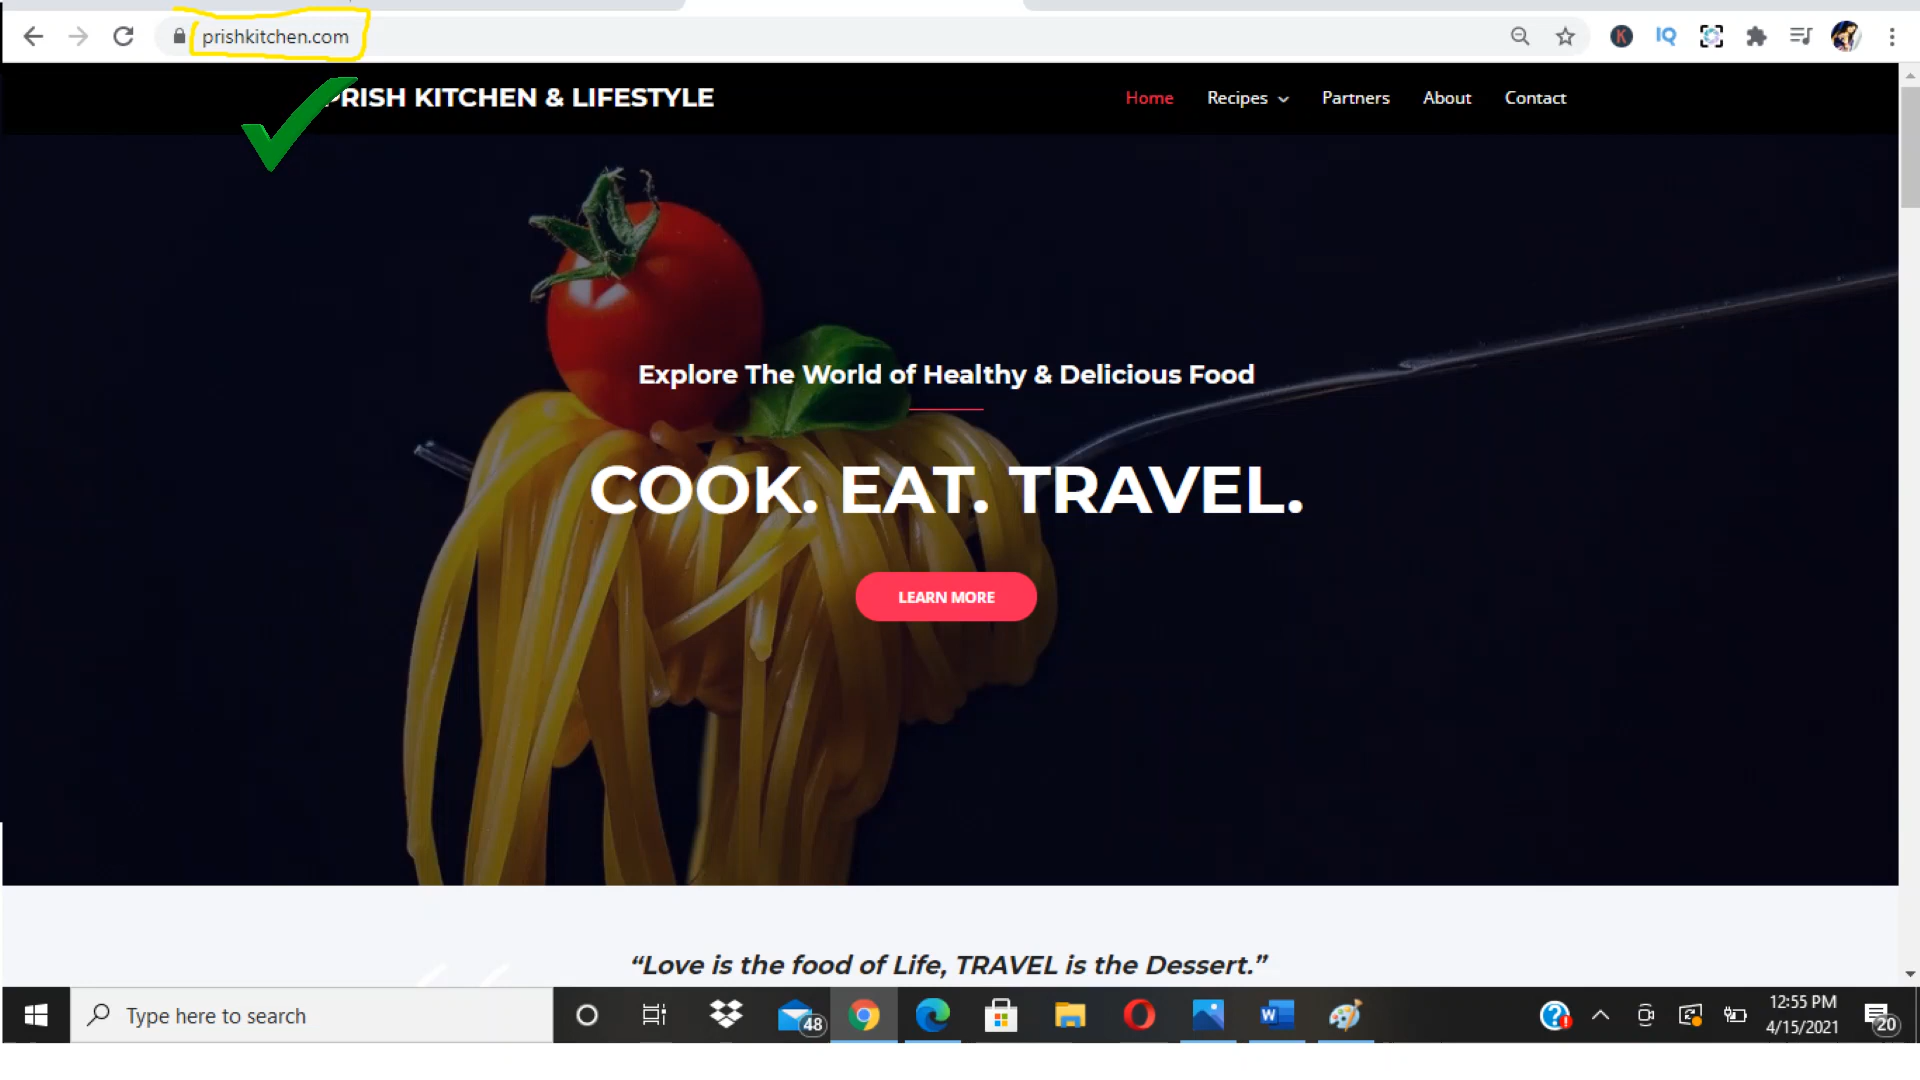 prishkitchen.com
IQ
PRISH KITCHEN & LIFESTYLE
Home Recipes Partners About Contact
Explore The World of Healthy & Delicious Food
COOK. EAT. TRAVEL.
LEARN MORE
“Love is the food of Life, TRAVEL is the Dessert.”
Type here to search
48
12:55 PM
4/15/2021
20